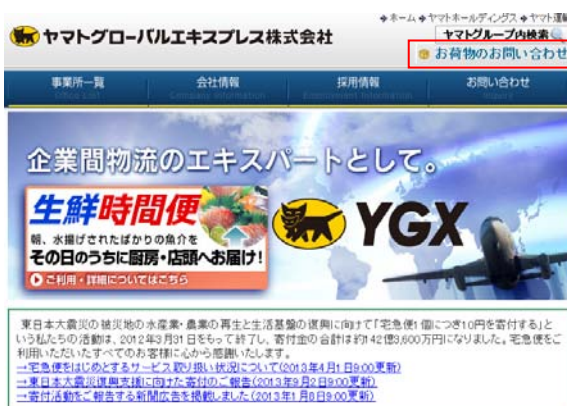 ホーム ヤマトホールディングス ヤマト運輸
ヤマトグローバルエキスプレス株式会社
ヤマトグループ内検索
お荷物のお問い合わせ
事業所一覧 会社情報 採用情報 お問い合わせ
企業間物流のエキスパートとして。
生鮮時間便
朝、水揚げされたばかりの魚介を
その日のうちに厨房・店頭へお届け!
ご利用・詳細についてはこちら
YGX
東日本大震災の被災地の水産業・農業の再生と生活基盤の復興に向けて「宅急便1個につき10円を寄付する」と
いう私たちの活動は、2012年3月31日をもって終了し、寄付金の合計は約142億3,600万円になりました。宅急便をご
利用いただいたすべてのお客様に心から感謝いたします。
→宅急便をはじめとするサービス取り扱い状況について(2013年4月1日9:00更新)
→東日本大震災復興支援に向けた寄付のご報告(2013年9月2日9:00更新)
→寄付活動をご報告する新聞広告を掲載しました(2013年1月8日9:00更新)